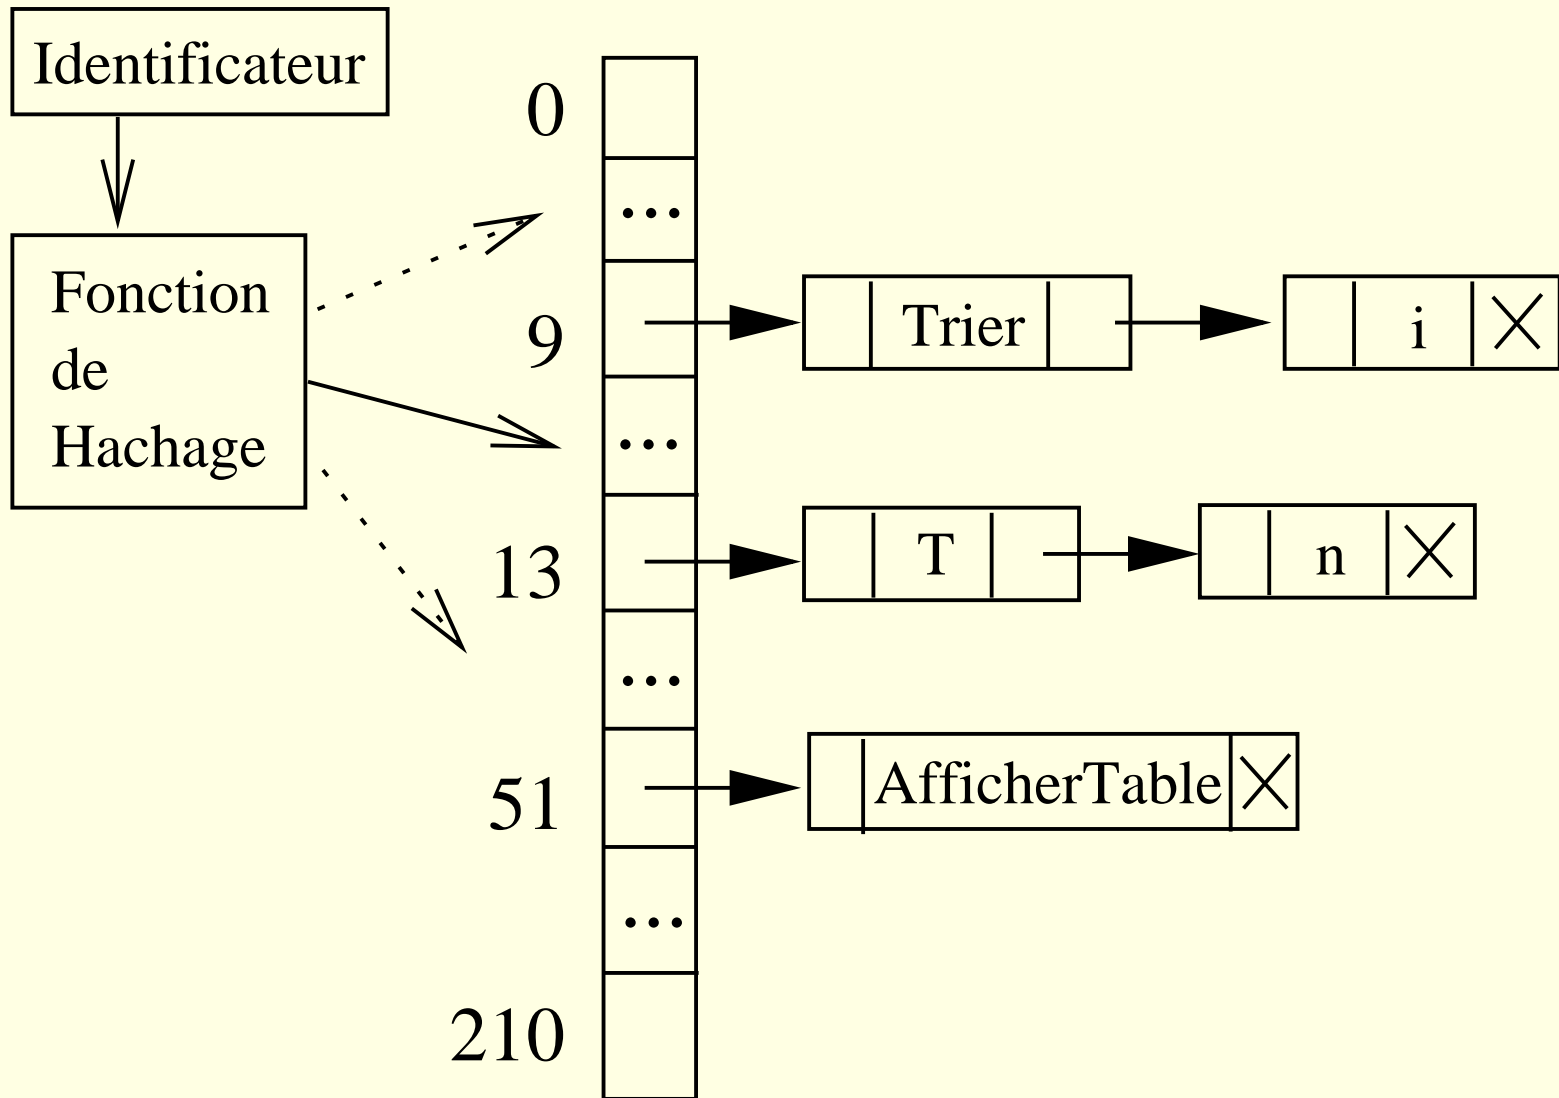 Identificateur
Fonction
de
Hachage
0
...
9
Trier
i
...
13
T
n
...
51
AfficherTable
...
210